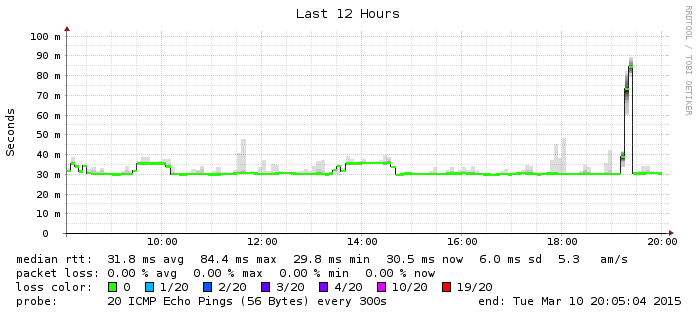 Last 12 Hours
RRDTOOL / TOBI OETIKER
Seconds
100 m
90 m
80 m
70 m
60 m
50 m
40 m
30 m
20 m
10 m
0
10:00 12:00 14:00 16:00 18:00 20:00
median rtt: 31.8 ms avg 84.4 ms max 29.8 ms min 30.5 ms now 6.0 ms sd 5.3 am/s
packet loss: 0.00 % avg 0.00 % max 0.00 % min 0.00 % now
loss color: 0 1/20 2/20 3/20 4/20 10/20 19/20
probe: 20 ICMP Echo Pings (56 Bytes) every 300s end: Tue Mar 10 20:05:04 2015